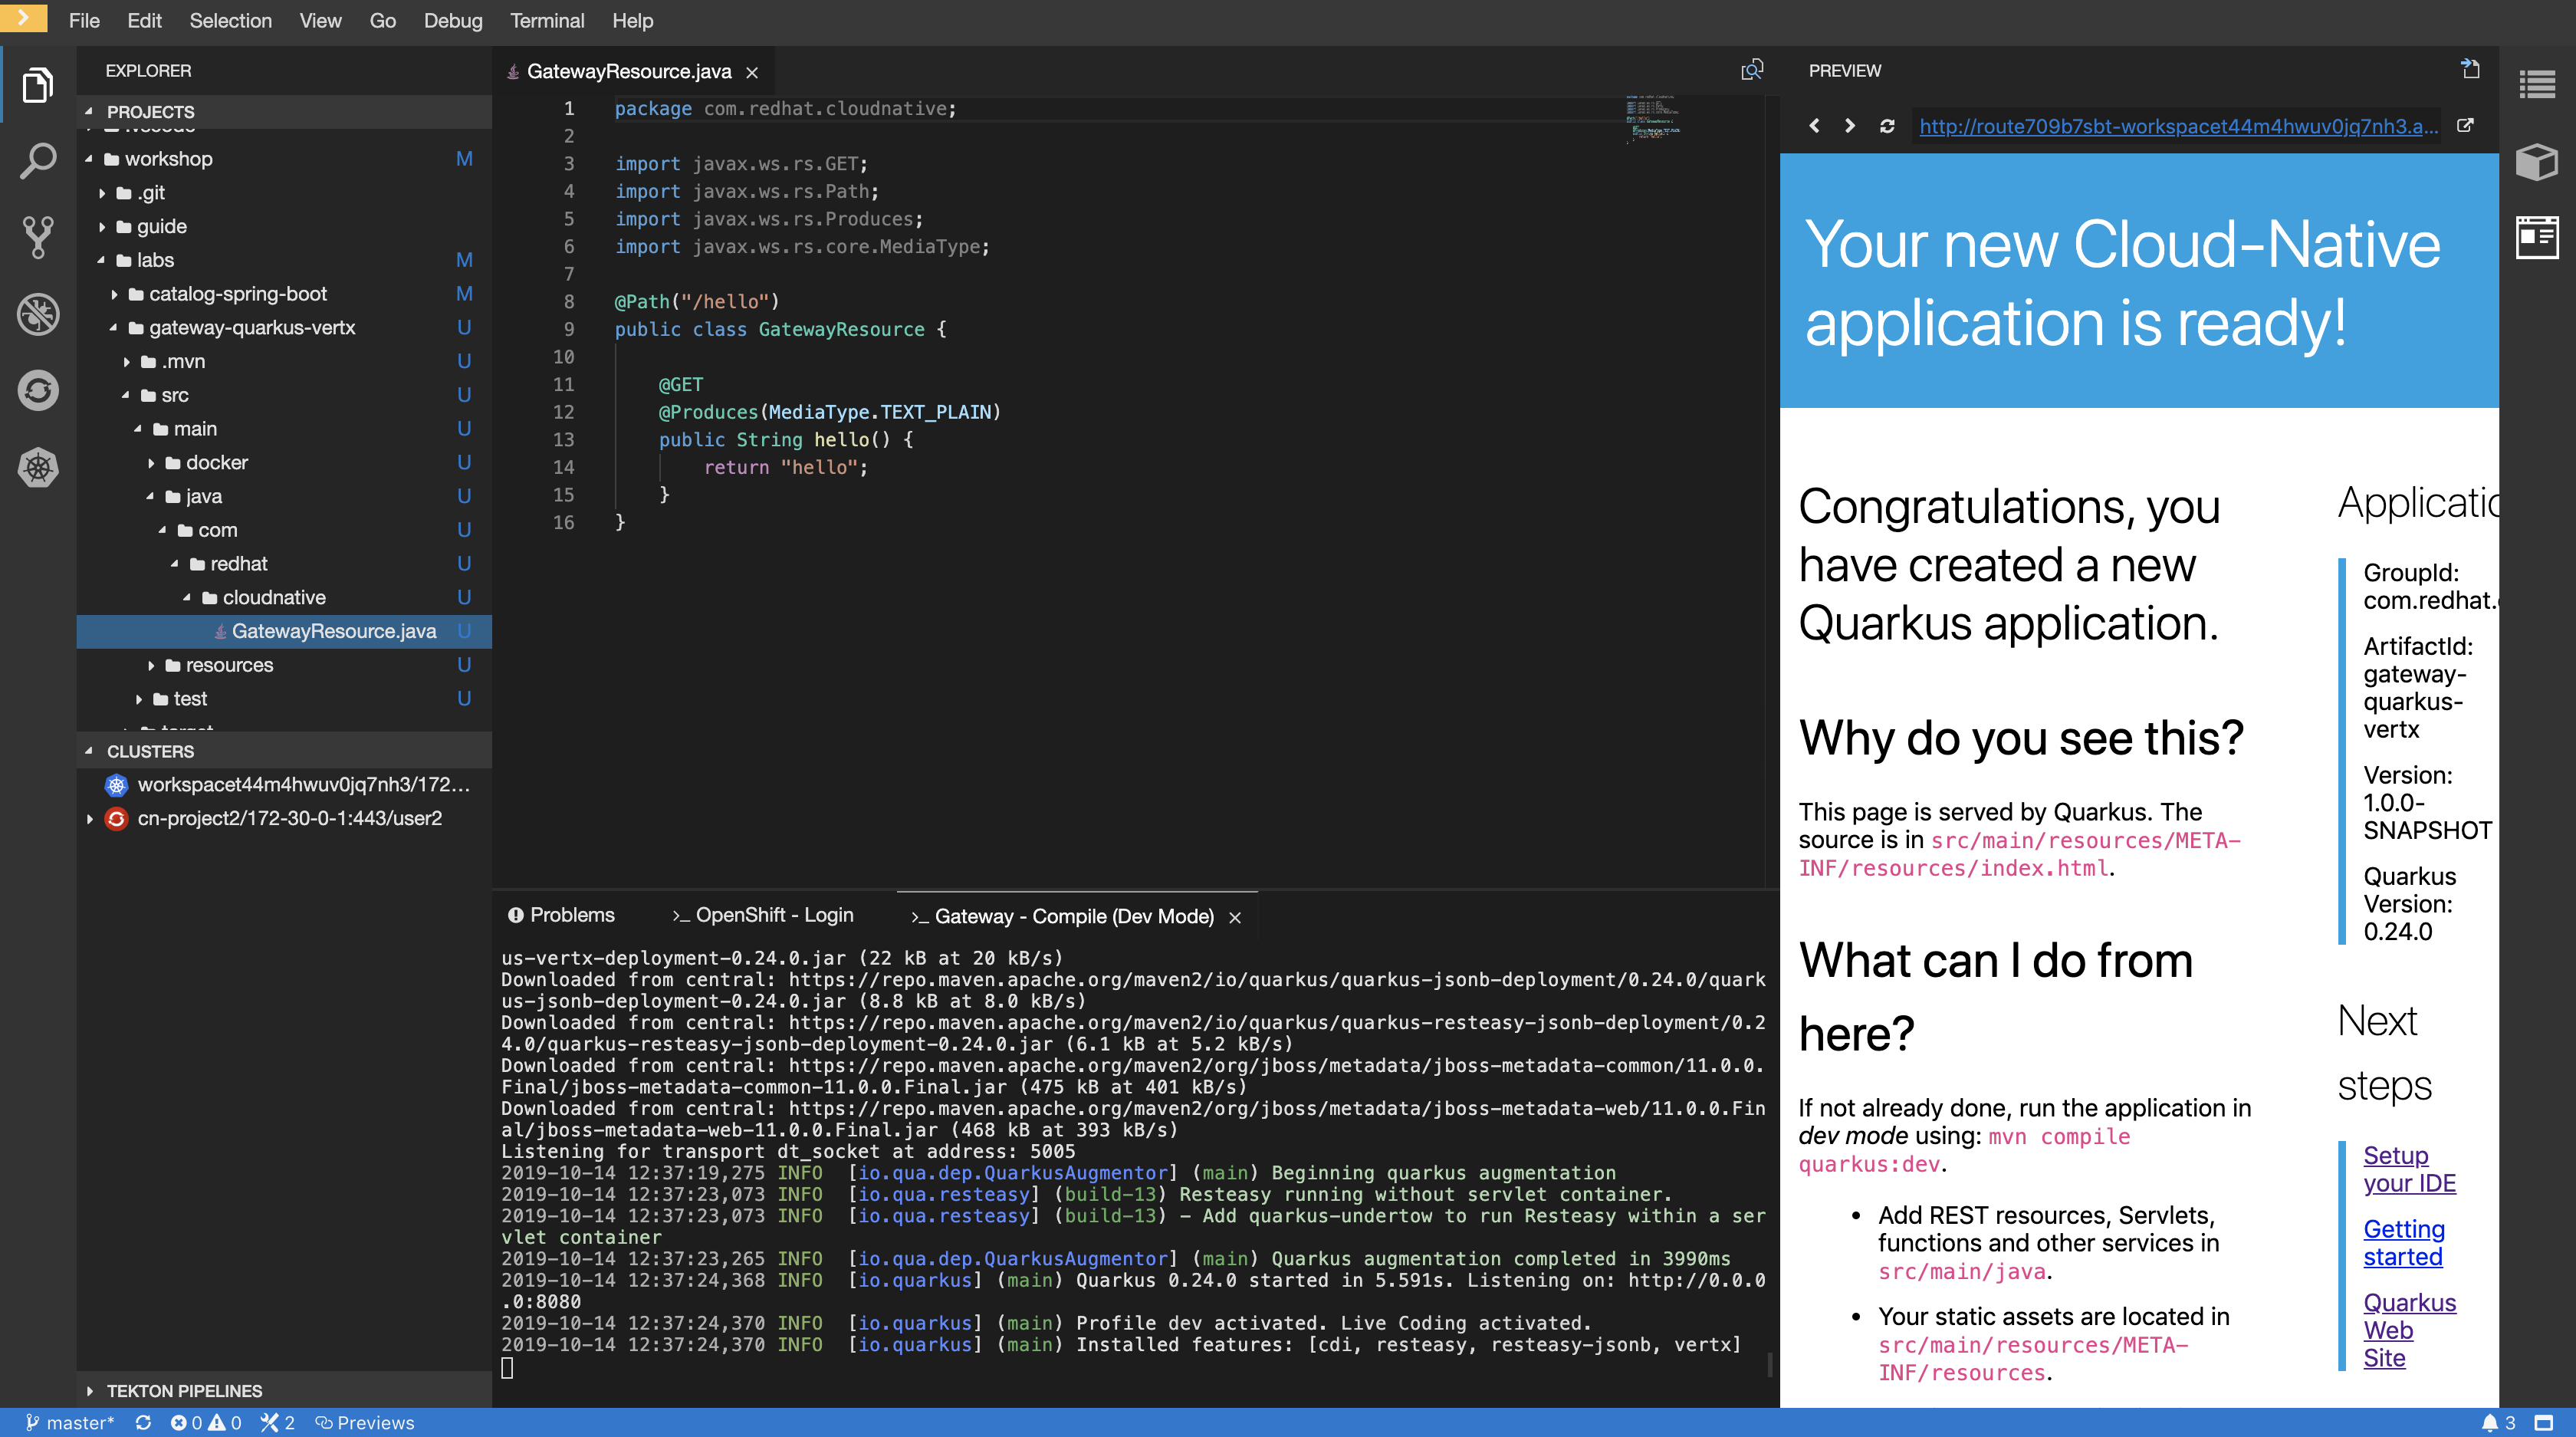 File Edit Selection View Go Debug Terminal Help
EXPLORER
PROJECTS
workshop M
.git
guide
labs M
catalog-spring-boot M
gateway-quarkus-vertx U
.mvn U
src U
main U
docker U
java U
com U
redhat U
cloudnative U
GatewayResource.java U
resources U
test U
CLUSTERS
workspacet44m4hwuv0jq7nh3/172...
cn-project2/172-30-0-1:443/user2
TEKTON PIPELINES
GatewayResource.java
1 package com.redhat.cloudnative;
2
3 import javax.ws.rs.GET;
4 import javax.ws.rs.Path;
5 import javax.ws.rs.Produces;
6 import javax.ws.rs.core.MediaType;
7
8 @Path("/hello")
9 public class GatewayResource {
10
11 @GET
12 @Produces(MediaType.TEXT_PLAIN)
13 public String hello() {
14 return "hello";
15 }
16 }
Problems >_ OpenShift - Login >_ Gateway - Compile (Dev Mode)
us-vertx-deployment-0.24.0.jar (22 kB at 20 kB/s)
Downloaded from central: https://repo.maven.apache.org/maven2/io/quarkus/quarkus-jsonb-deployment/0.24.0/quark
us-jsonb-deployment-0.24.0.jar (8.8 kB at 8.0 kB/s)
Downloaded from central: https://repo.maven.apache.org/maven2/io/quarkus/quarkus-resteasy-jsonb-deployment/0.2
4.0/quarkus-resteasy-jsonb-deployment-0.24.0.jar (6.1 kB at 5.2 kB/s)
Downloaded from central: https://repo.maven.apache.org/maven2/org/jboss/metadata/jboss-metadata-common/11.0.0.
Final/jboss-metadata-common-11.0.0.Final.jar (475 kB at 401 kB/s)
Downloaded from central: https://repo.maven.apache.org/maven2/org/jboss/metadata/jboss-metadata-web/11.0.0.Fin
al/jboss-metadata-web-11.0.0.Final.jar (468 kB at 393 kB/s)
Listening for transport dt_socket at address: 5005
2019-10-14 12:37:19,275 INFO [io.qua.dep.QuarkusAugmentor] (main) Beginning quarkus augmentation
2019-10-14 12:37:23,073 INFO [io.qua.resteasy] (build-13) Resteasy running without servlet container.
2019-10-14 12:37:23,073 INFO [io.qua.resteasy] (build-13) - Add quarkus-undertow to run Resteasy within a ser
vlet container
2019-10-14 12:37:23,265 INFO [io.qua.dep.QuarkusAugmentor] (main) Quarkus augmentation completed in 3990ms
2019-10-14 12:37:24,368 INFO [io.quarkus] (main) Quarkus 0.24.0 started in 5.591s. Listening on: http://0.0.0
.0:8080
2019-10-14 12:37:24,370 INFO [io.quarkus] (main) Profile dev activated. Live Coding activated.
2019-10-14 12:37:24,370 INFO [io.quarkus] (main) Installed features: [cdi, resteasy, resteasy-jsonb, vertx]
PREVIEW
http://route709b7sbt-workspacet44m4hwuv0jq7nh3.a...
Your new Cloud-Native
application is ready!
Congratulations, you
have created a new
Quarkus application.
Why do you see this?
This page is served by Quarkus. The
source is in src/main/resources/META-
INF/resources/index.html.
What can I do from
here?
If not already done, run the application in
dev mode using: mvn compile
quarkus:dev.
• Add REST resources, Servlets,
functions and other services in
src/main/java.
• Your static assets are located in
src/main/resources/META-
INF/resources.
Applicatio
GroupId:
com.redhat.
ArtifactId:
gateway-
quarkus-
vertx
Version:
1.0.0-
SNAPSHOT
Quarkus
Version:
0.24.0
Next
steps
Setup
your IDE
Getting
started
Quarkus
Web
Site
master* 0 0 2 Previews 3